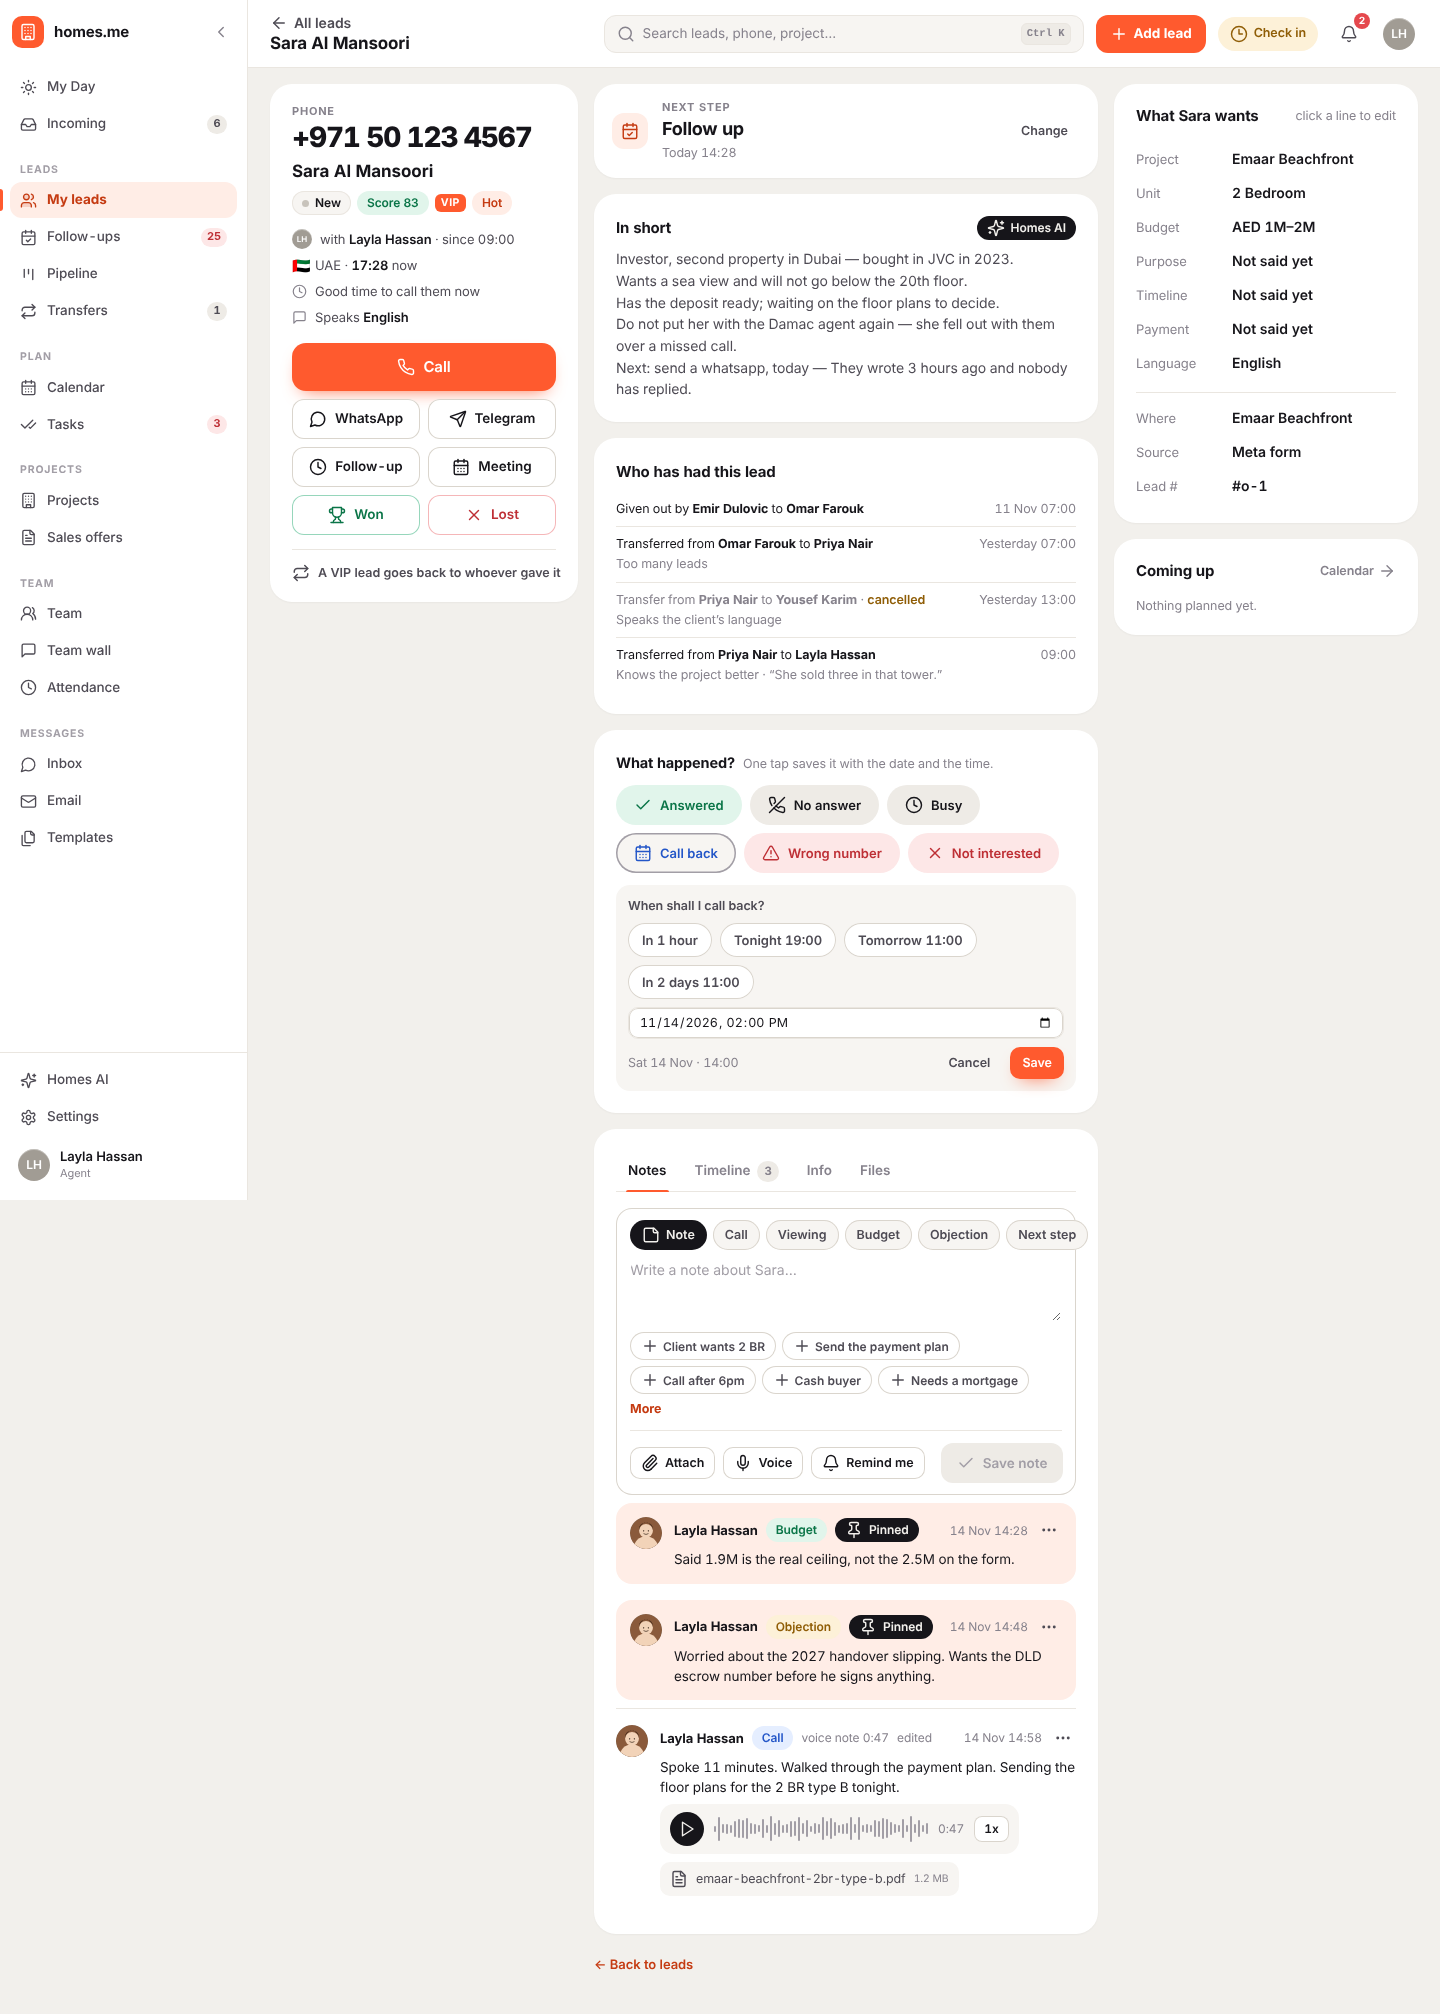 homes.me
My Day
Incoming 6
LEADS
My leads
Follow-ups 25
Pipeline
Transfers 1
PLAN
Calendar
Tasks 3
PROJECTS
Projects
Sales offers
TEAM
Team
Team wall
Attendance
MESSAGES
Inbox
Email
Templates
Homes AI
Settings
LH
Layla Hassan
Agent
All leads
Sara Al Mansoori
Search leads, phone, project...
Ctrl K
Add lead
Check in
2
LH
PHONE
+971 50 123 4567
Sara Al Mansoori
New Score 83 VIP Hot
LH with Layla Hassan · since 09:00
UAE · 17:28 now
Good time to call them now
Speaks English
Call
WhatsApp Telegram
Follow-up Meeting
Won Lost
A VIP lead goes back to whoever gave it
NEXT STEP
Follow up
Today 14:28
Change
In short
Homes AI
Investor, second property in Dubai — bought in JVC in 2023.
Wants a sea view and will not go below the 20th floor.
Has the deposit ready; waiting on the floor plans to decide.
Do not put her with the Damac agent again — she fell out with them
over a missed call.
Next: send a whatsapp, today — They wrote 3 hours ago and nobody
has replied.
Who has had this lead
Given out by Emir Dulovic to Omar Farouk 11 Nov 07:00
Transferred from Omar Farouk to Priya Nair Yesterday 07:00
Too many leads
Transfer from Priya Nair to Yousef Karim · cancelled Yesterday 13:00
Speaks the client's language
Transferred from Priya Nair to Layla Hassan 09:00
Knows the project better · “She sold three in that tower.”
What happened? One tap saves it with the date and the time.
Answered No answer Busy
Call back Wrong number Not interested
When shall I call back?
In 1 hour Tonight 19:00 Tomorrow 11:00
In 2 days 11:00
11/14/2026, 02:00 PM
Sat 14 Nov · 14:00 Cancel Save
Notes Timeline 3 Info Files
Note Call Viewing Budget Objection Next step
Write a note about Sara...
Client wants 2 BR Send the payment plan
Call after 6pm Cash buyer Needs a mortgage
More
Attach Voice Remind me Save note
Layla Hassan Budget Pinned 14 Nov 14:28
Said 1.9M is the real ceiling, not the 2.5M on the form.
Layla Hassan Objection Pinned 14 Nov 14:48
Worried about the 2027 handover slipping. Wants the DLD
escrow number before he signs anything.
Layla Hassan Call voice note 0:47 edited 14 Nov 14:58
Spoke 11 minutes. Walked through the payment plan. Sending the
floor plans for the 2 BR type B tonight.
0:47 1x
emaar-beachfront-2br-type-b.pdf 1.2 MB
← Back to leads
What Sara wants click a line to edit
Project Emaar Beachfront
Unit 2 Bedroom
Budget AED 1M–2M
Purpose Not said yet
Timeline Not said yet
Payment Not said yet
Language English
Where Emaar Beachfront
Source Meta form
Lead # #o-1
Coming up Calendar
Nothing planned yet.